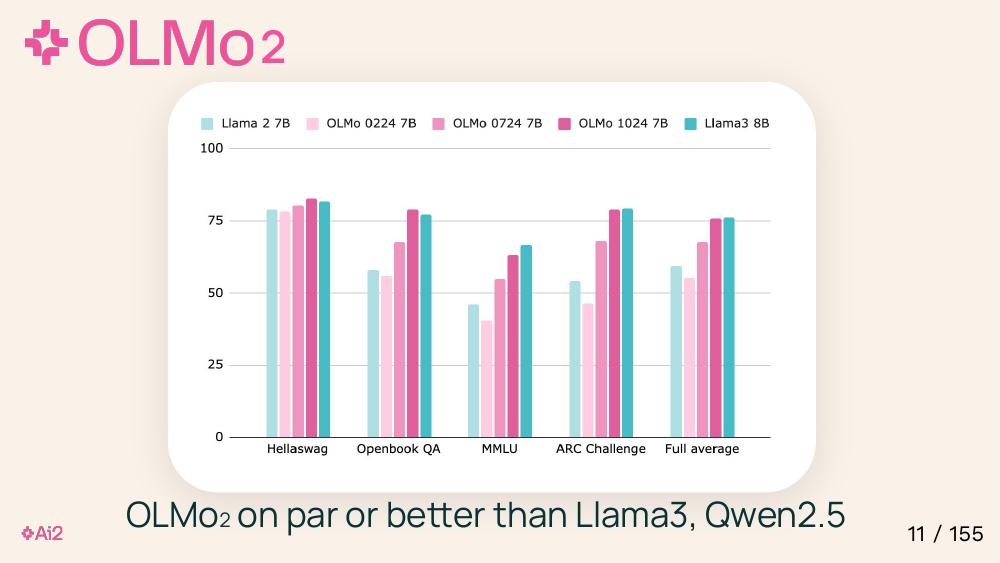 OLMo 2
Llama 2 7B OLMo 0224 7B OLMo 0724 7B OLMo 1024 7B Llama3 8B
100
75
50
25
0
Hellaswag Openbook QA MMLU ARC Challenge Full average
OLMo2 on par or better than Llama3, Qwen2.5
Ai2
11 / 155